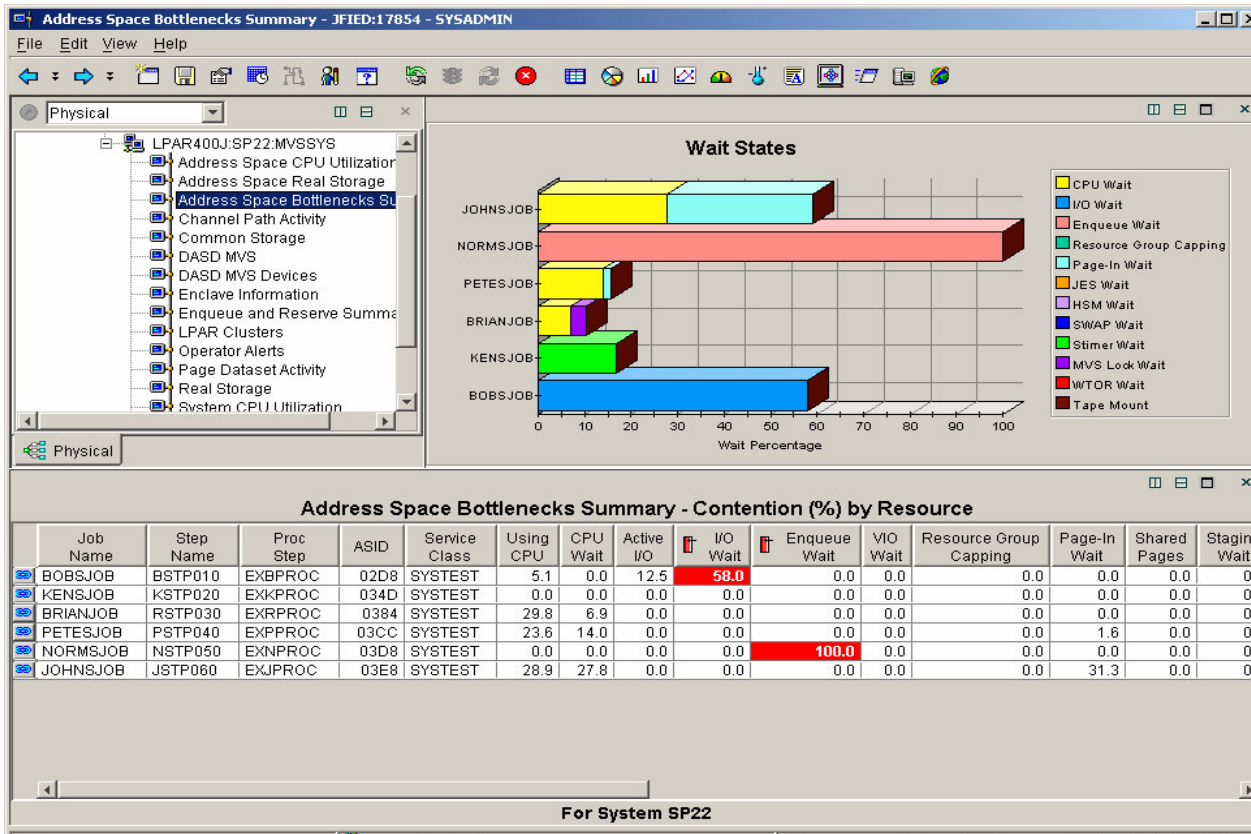 Address Space Bottlenecks Summary - JFIED:17854 - SYSADMIN
File Edit View Help
Physical
LPAR400J:SP22:MVSSYS
Address Space CPU Utilization
Address Space Real Storage
Address Space Bottlenecks Su
Channel Path Activity
Common Storage
DASD MVS
DASD MVS Devices
Enclave Information
Enqueue and Reserve Summa
LPAR Clusters
Operator Alerts
Page Dataset Activity
Real Storage
System CPU Utilization
Physical
Wait States
JOHNSJOB
NORMSJOB
PETESJOB
BRIANJOB
KENSJOB
BOBSJOB
0 10 20 30 40 50 60 70 80 90 100
Wait Percentage
CPU Wait
I/O Wait
Enqueue Wait
Resource Group Capping
Page-In Wait
JES Wait
HSM Wait
SWAP Wait
Stimer Wait
MVS Lock Wait
WTOR Wait
Tape Mount
Address Space Bottlenecks Summary - Contention (%) by Resource
Job Name Step Name Proc Step ASID Service Class Using CPU CPU Wait Active I/O I/O Wait Enqueue Wait VIO Wait Resource Group Capping Page-In Wait Shared Pages Stagin Wait
BOBSJOB BSTP010 EXBPROC 02D8 SYSTEST 5.1 0.0 12.5 58.0 0.0 0.0 0.0 0.0 0.0 0
KENSJOB KSTP020 EXKPROC 034D SYSTEST 0.0 0.0 0.0 0.0 0.0 0.0 0.0 0.0 0.0 0
BRIANJOB RSTP030 EXRPROC 0384 SYSTEST 29.8 6.9 0.0 0.0 0.0 0.0 0.0 0.0 0.0 0
PETESJOB PSTP040 EXPPROC 03CC SYSTEST 23.6 14.0 0.0 0.0 0.0 0.0 0.0 1.6 0.0 0
NORMSJOB NSTP050 EXNPROC 03D8 SYSTEST 0.0 0.0 0.0 0.0 100.0 0.0 0.0 0.0 0.0 0
JOHNSJOB JSTP060 EXJPROC 03E8 SYSTEST 28.9 27.8 0.0 0.0 0.0 0.0 0.0 31.3 0.0 0
For System SP22